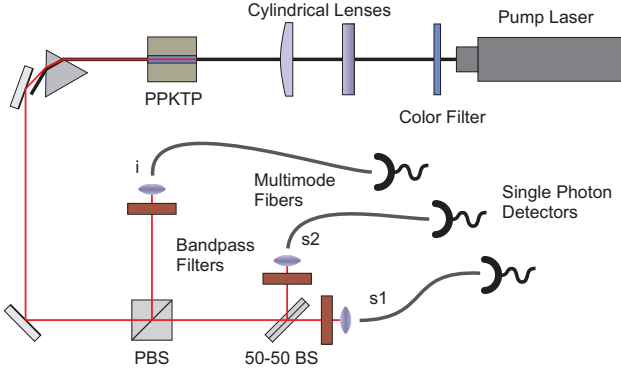 Cylindrical Lenses
Pump Laser
PPKTP
Color Filter
i
Multimode
Fibers
Single Photon
Detectors
s2
Bandpass
Filters
s1
PBS
50-50 BS